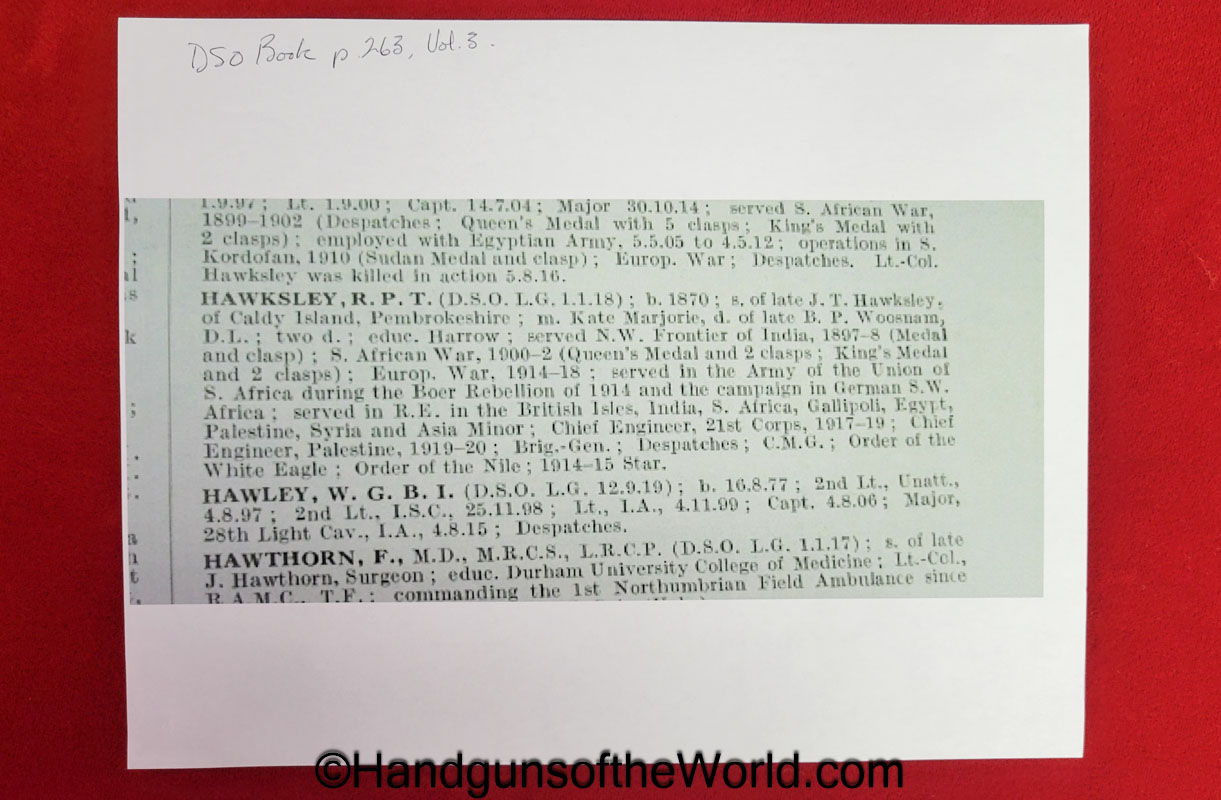 DSO Book p. 263, Vol. 3.
1.9.97; Lt. 1.9.00; Capt. 14.7.04; Major 30.10.14; served S. African War,
l, 1899–1902 (Despatches; Queen's Medal with 5 clasps; King's Medal with
2 clasps); employed with Egyptian Army, 5.5.05 to 4.5.12; operations in S.
; Kordofan, 1910 (Sudan Medal and clasp); Europ. War; Despatches. Lt.-Col.
al Hawksley was killed in action 5.8.16.
s HAWKSLEY, R. P. T. (D.S.O. L.G. 1.1.18); b. 1870; s. of late J. T. Hawksley,
of Caldy Island, Pembrokeshire; m. Kate Marjorie, d. of late B. P. Woosnam,
k D.L.; two d.; educ. Harrow; served N.W. Frontier of India, 1897–8 (Medal
and clasp); S. African War, 1900–2 (Queen's Medal and 2 clasps; King's Medal
and 2 clasps); Europ. War, 1914–18; served in the Army of the Union of
S. Africa during the Boer Rebellion of 1914 and the campaign in German S.W.
; Africa; served in R.E. in the British Isles, India, S. Africa, Gallipoli, Egypt,
Palestine, Syria and Asia Minor; Chief Engineer, 21st Corps, 1917–19; Chief
. Engineer, Palestine, 1919–20; Brig.-Gen.; Despatches; C.M.G.; Order of the
White Eagle; Order of the Nile; 1914–15 Star.
. HAWLEY, W. G. B. I. (D.S.O. L.G. 12.9.19); b. 16.8.77; 2nd Lt., Unatt.,
4.8.97; 2nd Lt., I.S.C., 25.11.98; Lt., I.A., 4.11.99; Capt. 4.8.06; Major,
a 28th Light Cav., I.A., 4.8.15; Despatches.
HAWTHORN, F., M.D., M.R.C.S., L.R.C.P. (D.S.O. L.G. 1.1.17); s. of late
t J. Hawthorn, Surgeon; educ. Durham University College of Medicine; Lt.-Col.,
R.A.M.C., T.F.; commanding the 1st Northumbrian Field Ambulance since
©HandgunsoftheWorld.com